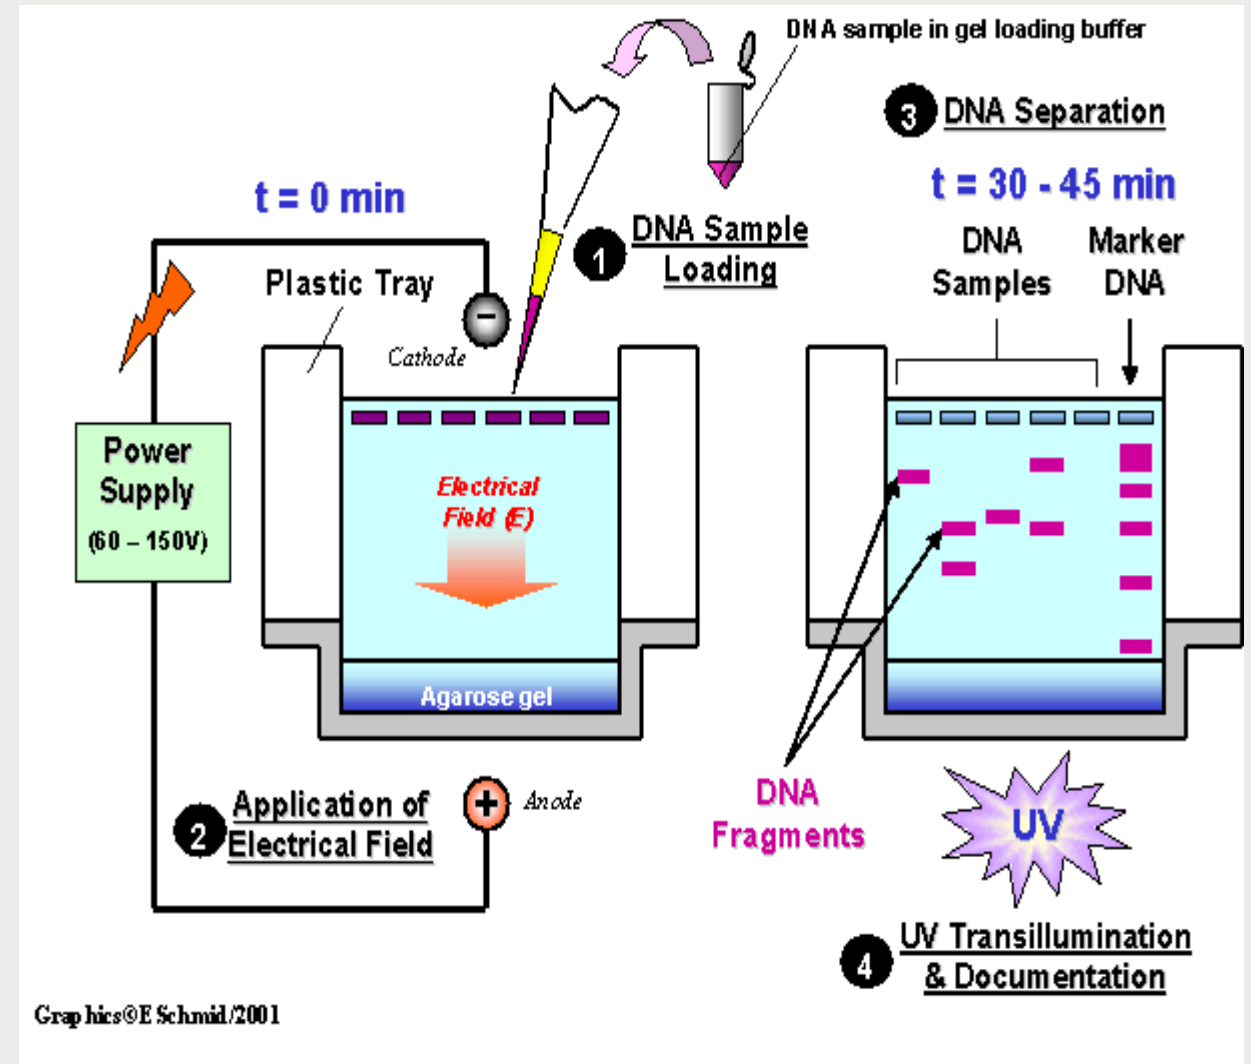 DNA sample in gel loading buffer
3 DNA Separation
t = 0 min
t = 30 - 45 min
1 DNA Sample
Loading
DNA
Samples
Marker
DNA
Plastic Tray
−
Cathode
Power
Supply
(60 – 150V)
Electrical
Field (E)
Agarose gel
+
Anode
2 Application of
Electrical Field
DNA
Fragments
UV
4 UV Transillumination
& Documentation
Graphics©E Schmid/2001